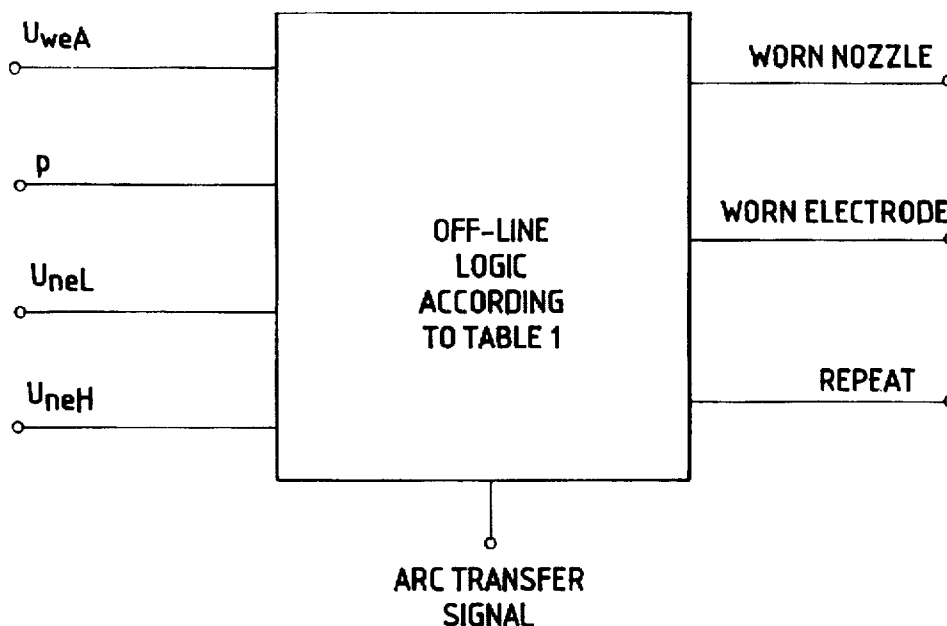 UweA
p
UneL
UneH
OFF-LINE
LOGIC
ACCORDING
TO TABLE 1
WORN NOZZLE
WORN ELECTRODE
REPEAT
ARC TRANSFER
SIGNAL